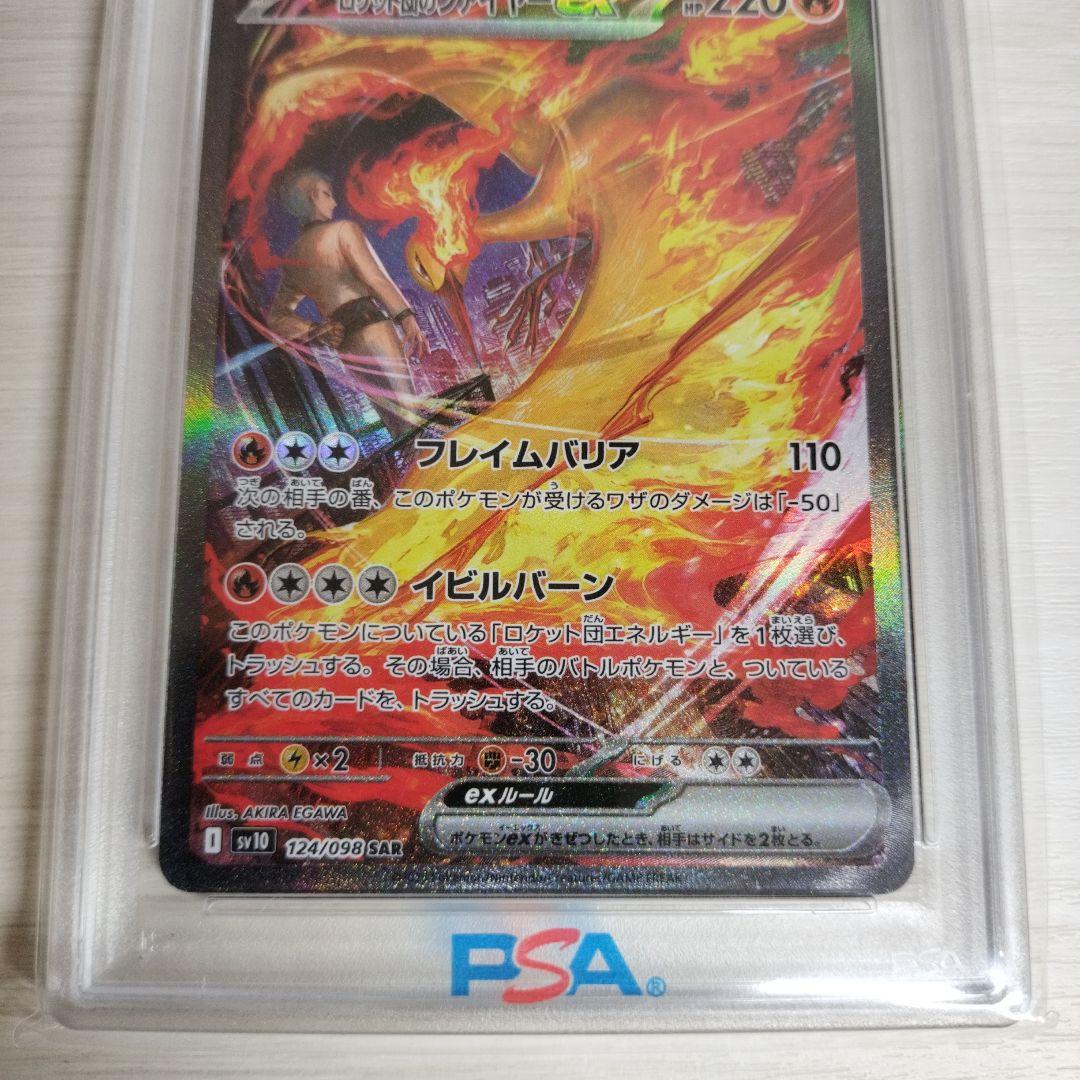 ロケット団のファイヤーex HP 220
フレイムバリア 110
次の相手の番、このポケモンが受けるワザのダメージは「-50」
される。
イビルバーン
このポケモンについている「ロケット団エネルギー」を1枚選び、
トラッシュする。その場合、相手のバトルポケモンと、ついている
すべてのカードを、トラッシュする。
弱点 ×2 抵抗力 -30 にげる
Illus. AKIRA EGAWA
exルール
ポケモンexがきぜつしたとき、相手はサイドを2枚とる。
I sv10 124/098 SAR
PSA®
PSA